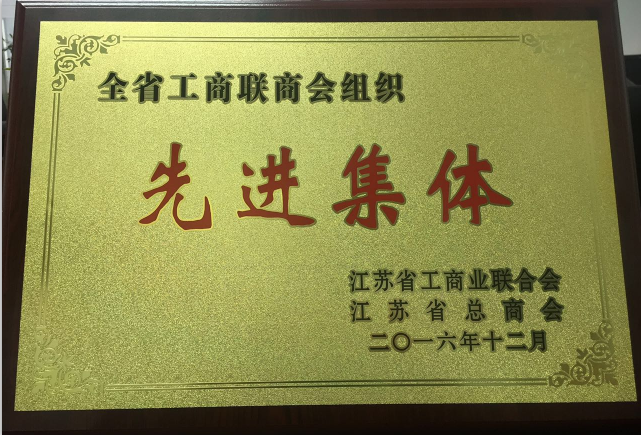 全省工商联商会组织
先进集体
江苏省工商业联合会
江苏省总商会
二〇一六年十二月